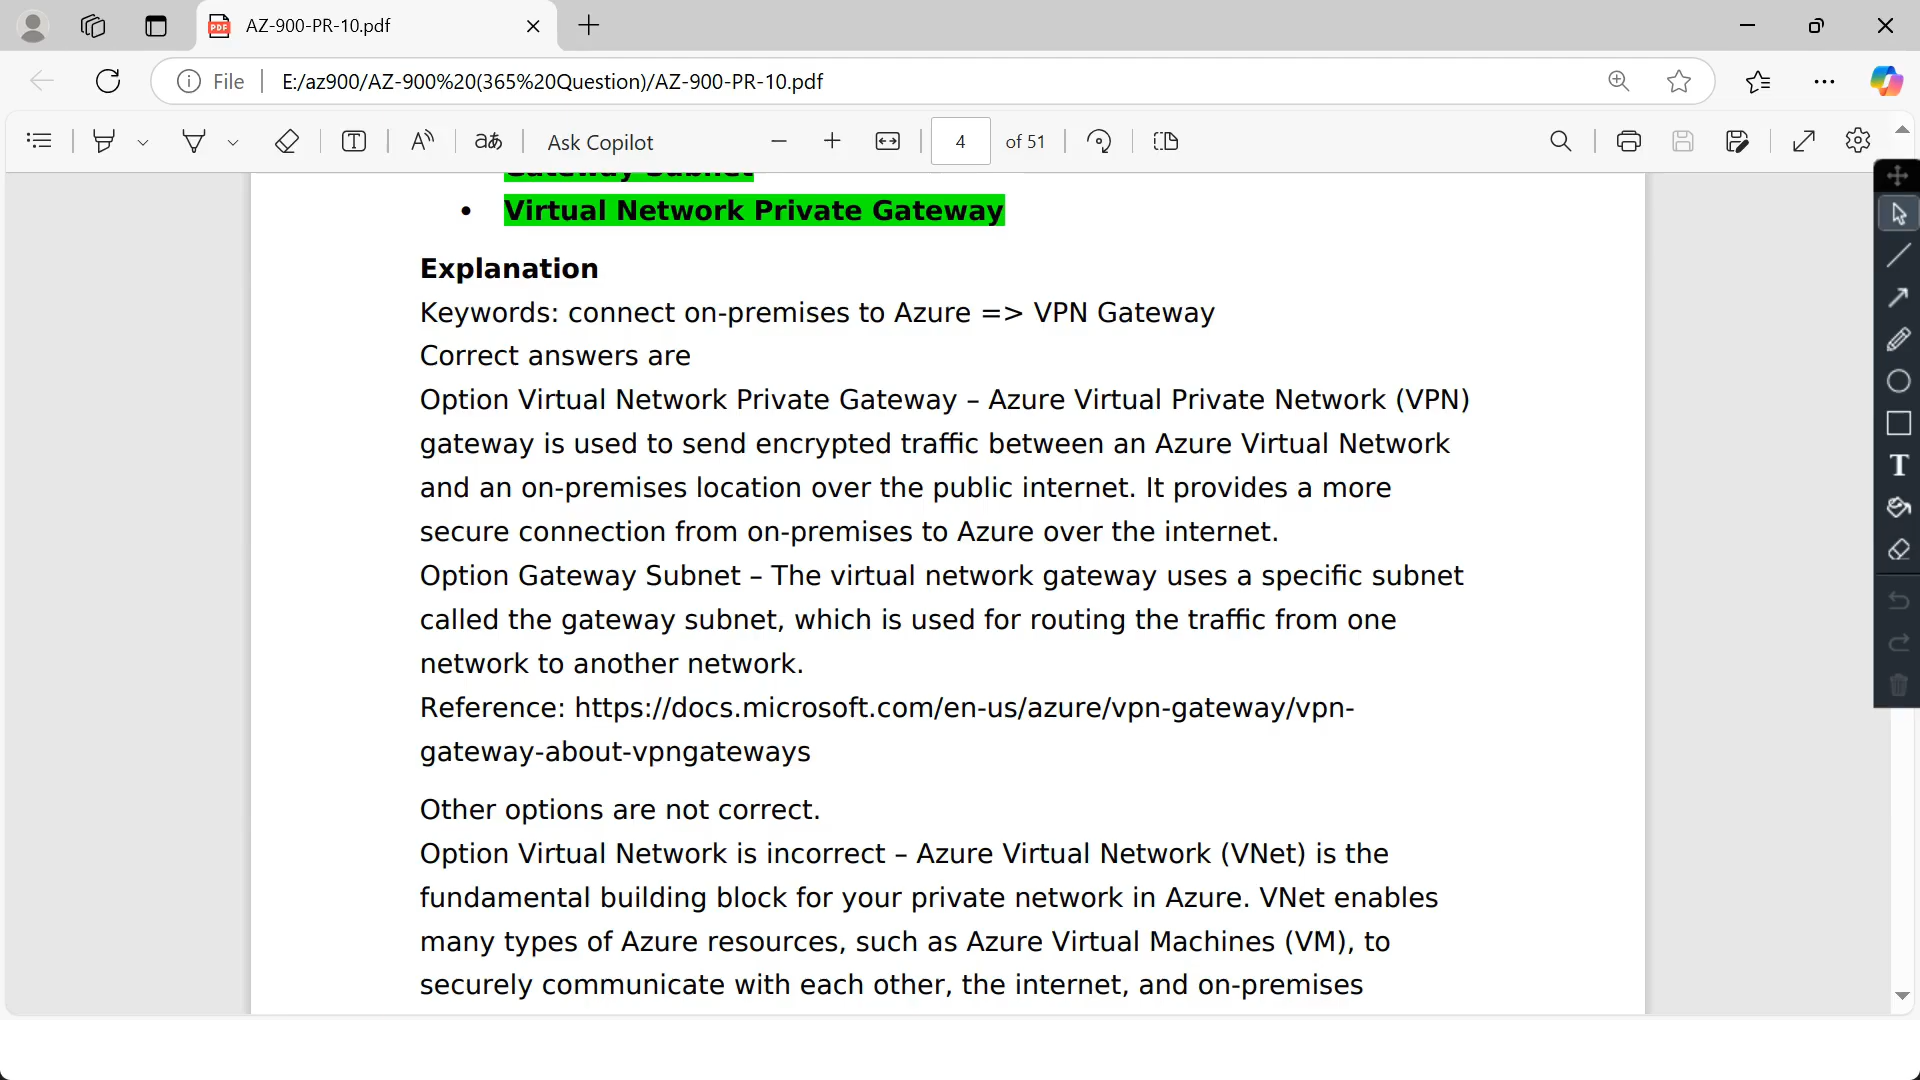 AZ-900-PR-10.pdf
File
E:/az900/AZ-900%20(365%20Question)/AZ-900-PR-10.pdf
Ask Copilot
4 of 51
Gateway Subnet
• Virtual Network Private Gateway
Explanation
Keywords: connect on-premises to Azure => VPN Gateway
Correct answers are
Option Virtual Network Private Gateway – Azure Virtual Private Network (VPN)
gateway is used to send encrypted traffic between an Azure Virtual Network
and an on-premises location over the public internet. It provides a more
secure connection from on-premises to Azure over the internet.
Option Gateway Subnet – The virtual network gateway uses a specific subnet
called the gateway subnet, which is used for routing the traffic from one
network to another network.
Reference: https://docs.microsoft.com/en-us/azure/vpn-gateway/vpn-
gateway-about-vpngateways
Other options are not correct.
Option Virtual Network is incorrect – Azure Virtual Network (VNet) is the
fundamental building block for your private network in Azure. VNet enables
many types of Azure resources, such as Azure Virtual Machines (VM), to
securely communicate with each other, the internet, and on-premises